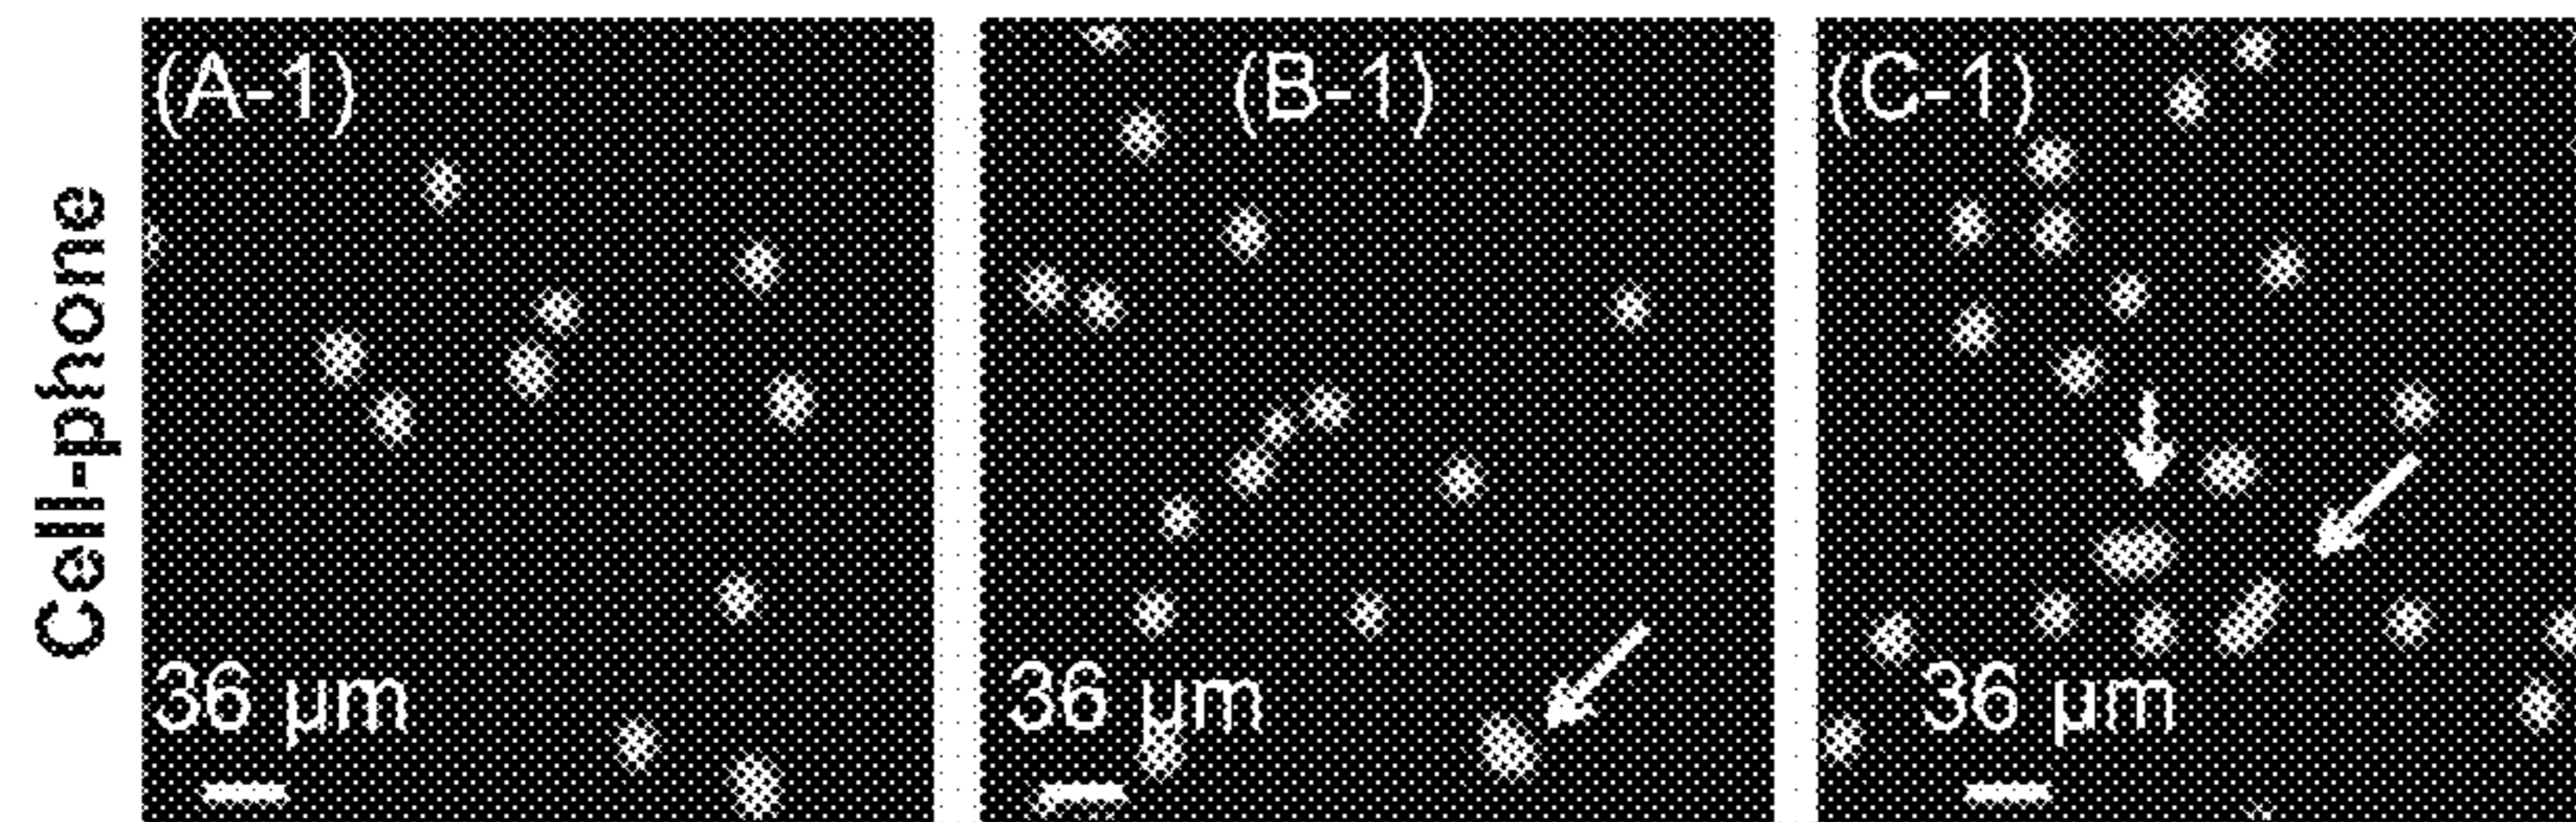 Cell-phone
(A-1)
36 μm
(B-1)
36 μm
(C-1)
36 μm